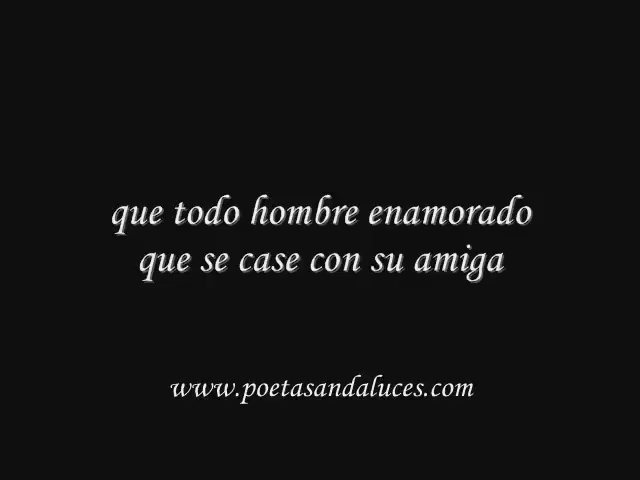 que todo hombre enamorado
que se case con su amiga
www.poetasandaluces.com